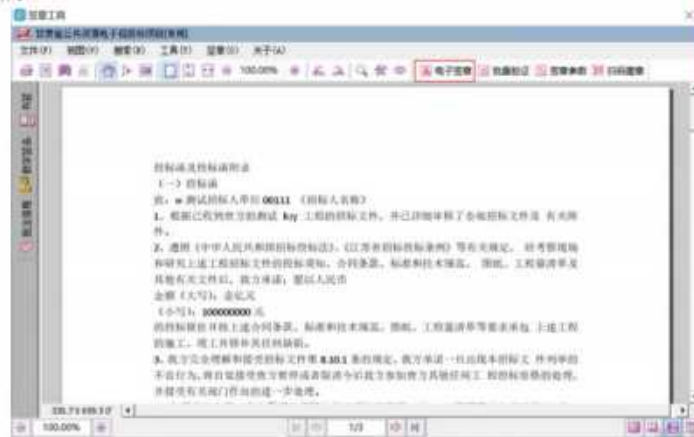 签章工具
文件(F) 视图(V) 搜索(S) 工具(T) 签章(S) 关于(A)
100.00% 电子签章 批量验证 签章参数 扫码签章
投标函及投标函附录
(一) 投标函
致：w 测试招标人单位 00111 （招标人名称）
1、根据已收到贵方的测试 工程的招标文件，并已详细审核了全部招标文件及 有关附
件。
2、遵照《中华人民共和国招标投标法》、《江苏省招标投标条例》等有关规定， 经考察现场
和研究上述工程招标文件的投标须知、合同条款、标准和技术规范、 图纸、工程量清单及
其他有关文件后，我方承诺：愿以人民币
金额（大写）：壹亿元
（小写）：100000000 元
的投标报价并按上述合同条款、标准和技术规范、图纸、工程量清单等要求承包 上述工程
的施工、竣工并修补其任何缺陷。
3、我方完全理解和接受招标文件第 8.10.1 条的规定，我方承诺一旦出现本招标文 件列举的
不良行为，将自觉接受贵方暂停或者取消今后我方参加贵方其他任何工 程投标资格的处理，
并接受有关部门作出的进一步处理。
100.00% 1/3